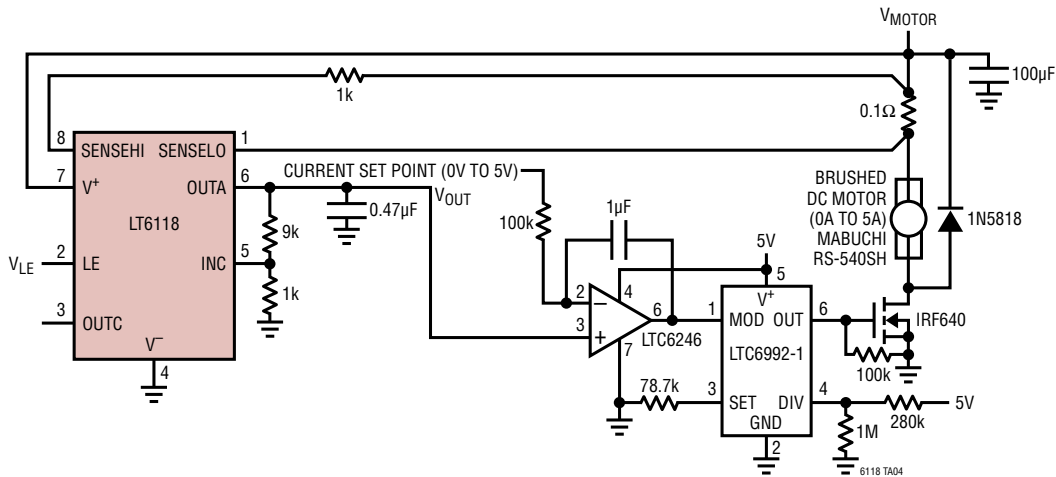 V_MOTOR
100µF
1k
0.1Ω
8 SENSEHI SENSELO 1
7 V+ OUTA 6
LT6118
V_LE 2 LE INC 5
3 OUTC
V– 4
9k
1k
0.47µF
V_OUT
CURRENT SET POINT (0V TO 5V)
100k
1µF
2 –
3 +
4
6
7
LTC6246
5V
5
V+
1 MOD OUT 6
LTC6992-1
3 SET DIV 4
GND
2
78.7k
BRUSHED
DC MOTOR
(0A TO 5A)
MABUCHI
RS-540SH
1N5818
IRF640
100k
280k
5V
1M
6118 TA04